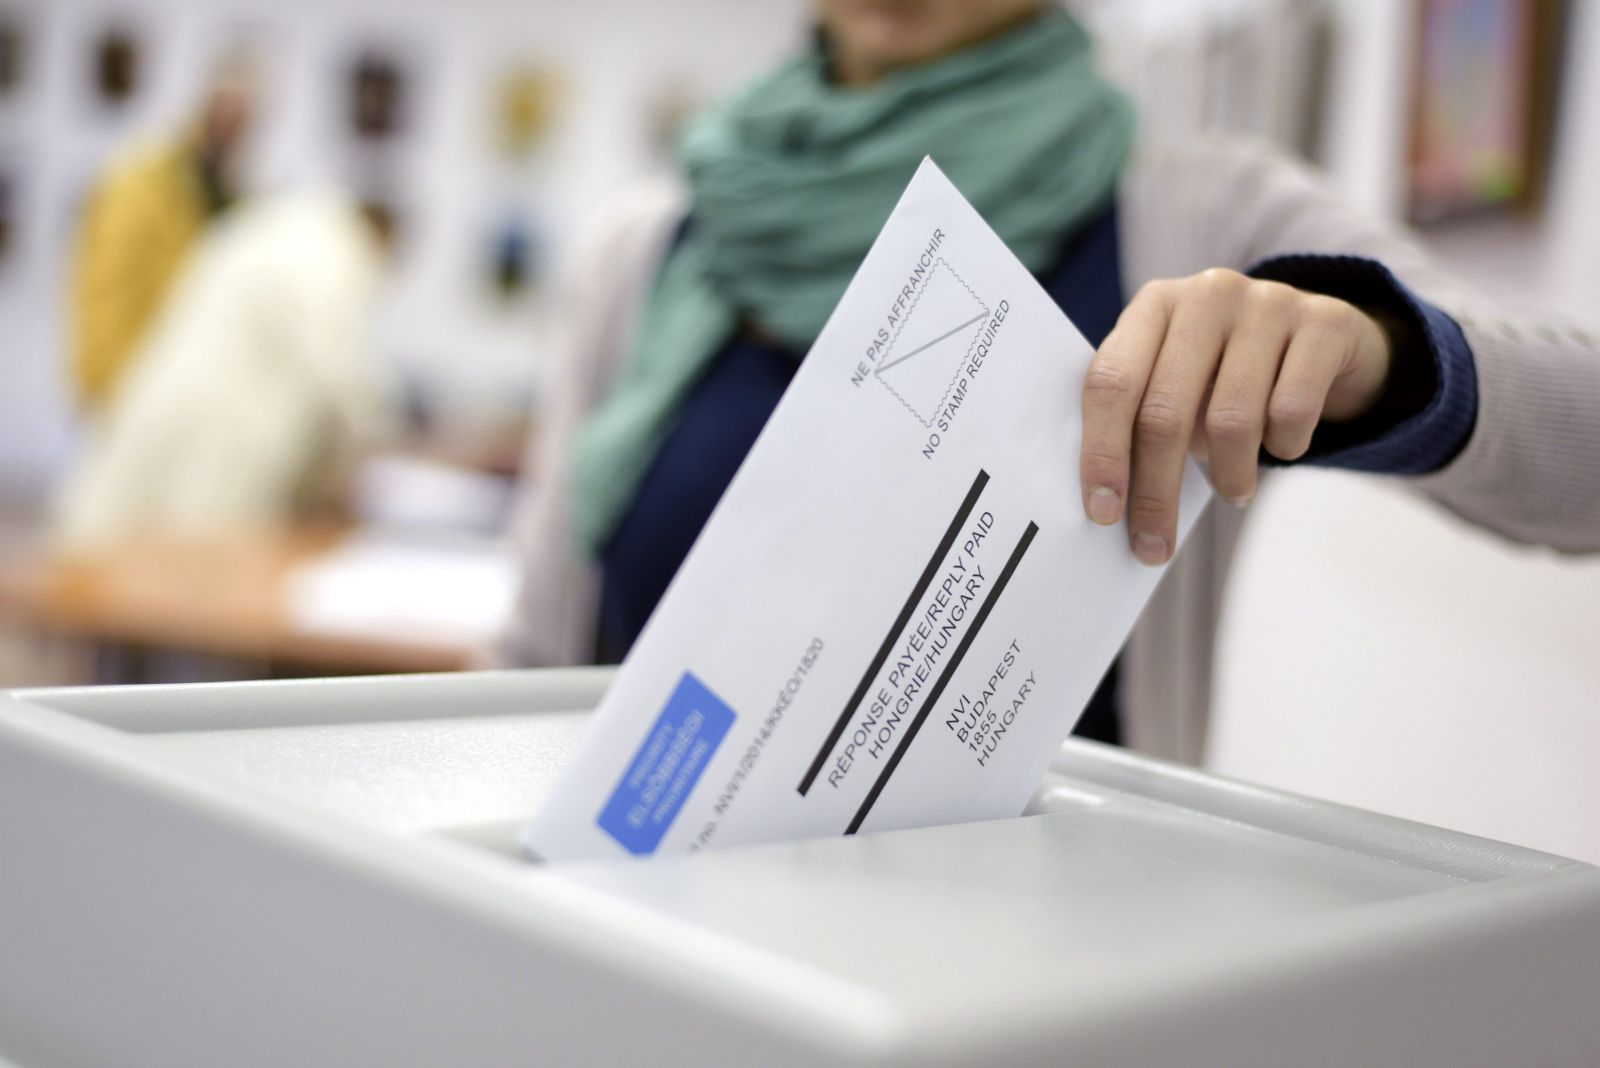 NE PAS AFFRANCHIR
NO STAMP REQUIRED
RÉPONSE PAYÉE/REPLY PAID
HONGRIE/HUNGARY
NVI
BUDAPEST
1855
HUNGARY
PRIORITY
ELSŐBBSÉGI
PRIORITAIRE
no. NVI/1/2014/KKEO/1820